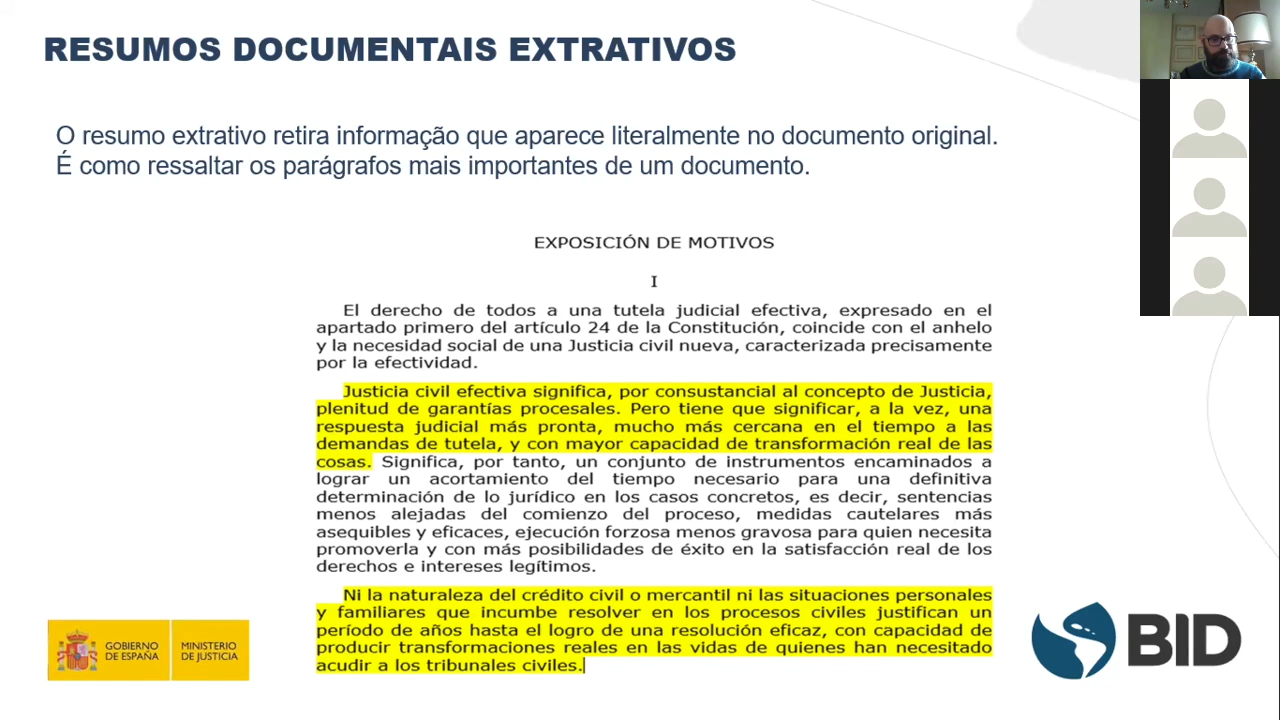 RESUMOS DOCUMENTAIS EXTRATIVOS
O resumo extrativo retira informação que aparece literalmente no documento original.
É como ressaltar os parágrafos mais importantes de um documento.
EXPOSICIÓN DE MOTIVOS
I
El derecho de todos a una tutela judicial efectiva, expresado en el
apartado primero del artículo 24 de la Constitución, coincide con el anhelo
y la necesidad social de una Justicia civil nueva, caracterizada precisamente
por la efectividad.
Justicia civil efectiva significa, por consustancial al concepto de Justicia,
plenitud de garantías procesales. Pero tiene que significar, a la vez, una
respuesta judicial más pronta, mucho más cercana en el tiempo a las
demandas de tutela, y con mayor capacidad de transformación real de las
cosas. Significa, por tanto, un conjunto de instrumentos encaminados a
lograr un acortamiento del tiempo necesario para una definitiva
determinación de lo jurídico en los casos concretos, es decir, sentencias
menos alejadas del comienzo del proceso, medidas cautelares más
asequibles y eficaces, ejecución forzosa menos gravosa para quien necesita
promoverla y con más posibilidades de éxito en la satisfacción real de los
derechos e intereses legítimos.
Ni la naturaleza del crédito civil o mercantil ni las situaciones personales
y familiares que incumbe resolver en los procesos civiles justifican un
período de años hasta el logro de una resolución eficaz, con capacidad de
producir transformaciones reales en las vidas de quienes han necesitado
acudir a los tribunales civiles.
GOBIERNO
DE ESPAÑA
MINISTERIO
DE JUSTICIA
BID